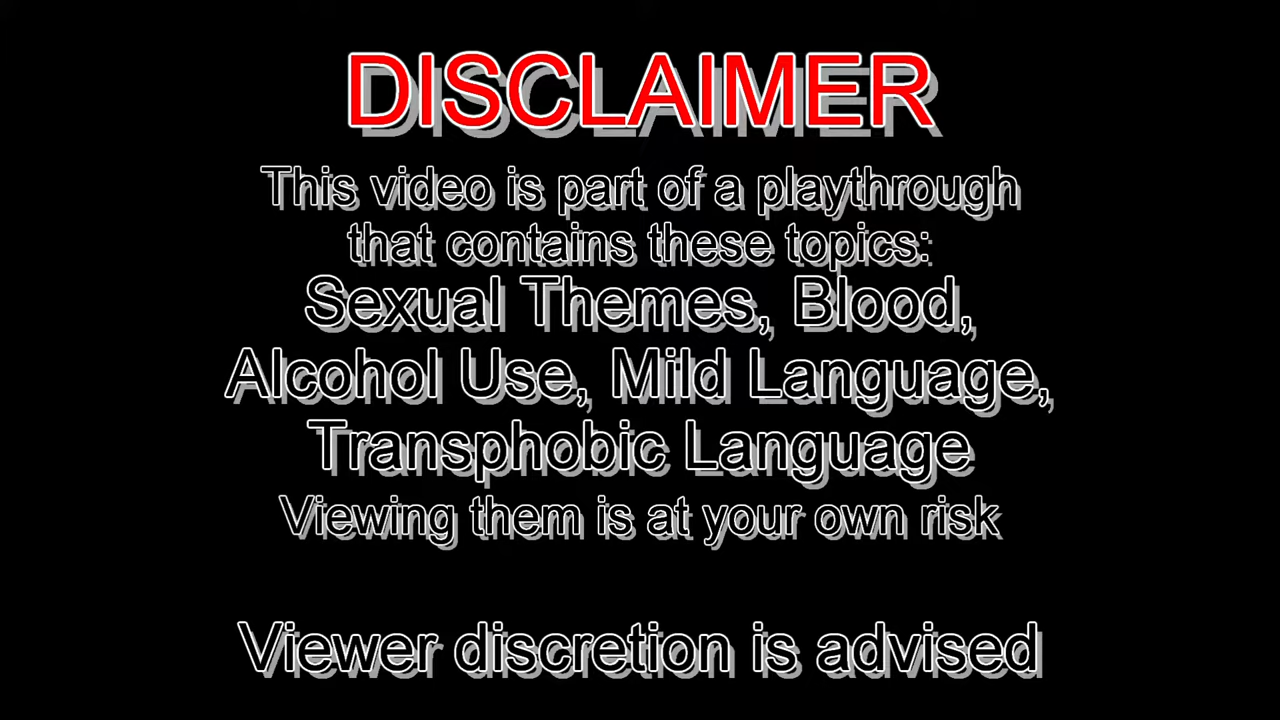 DISCLAIMER
This video is part of a playthrough
that contains these topics:
Sexual Themes, Blood,
Alcohol Use, Mild Language,
Transphobic Language
Viewing them is at your own risk
Viewer discretion is advised